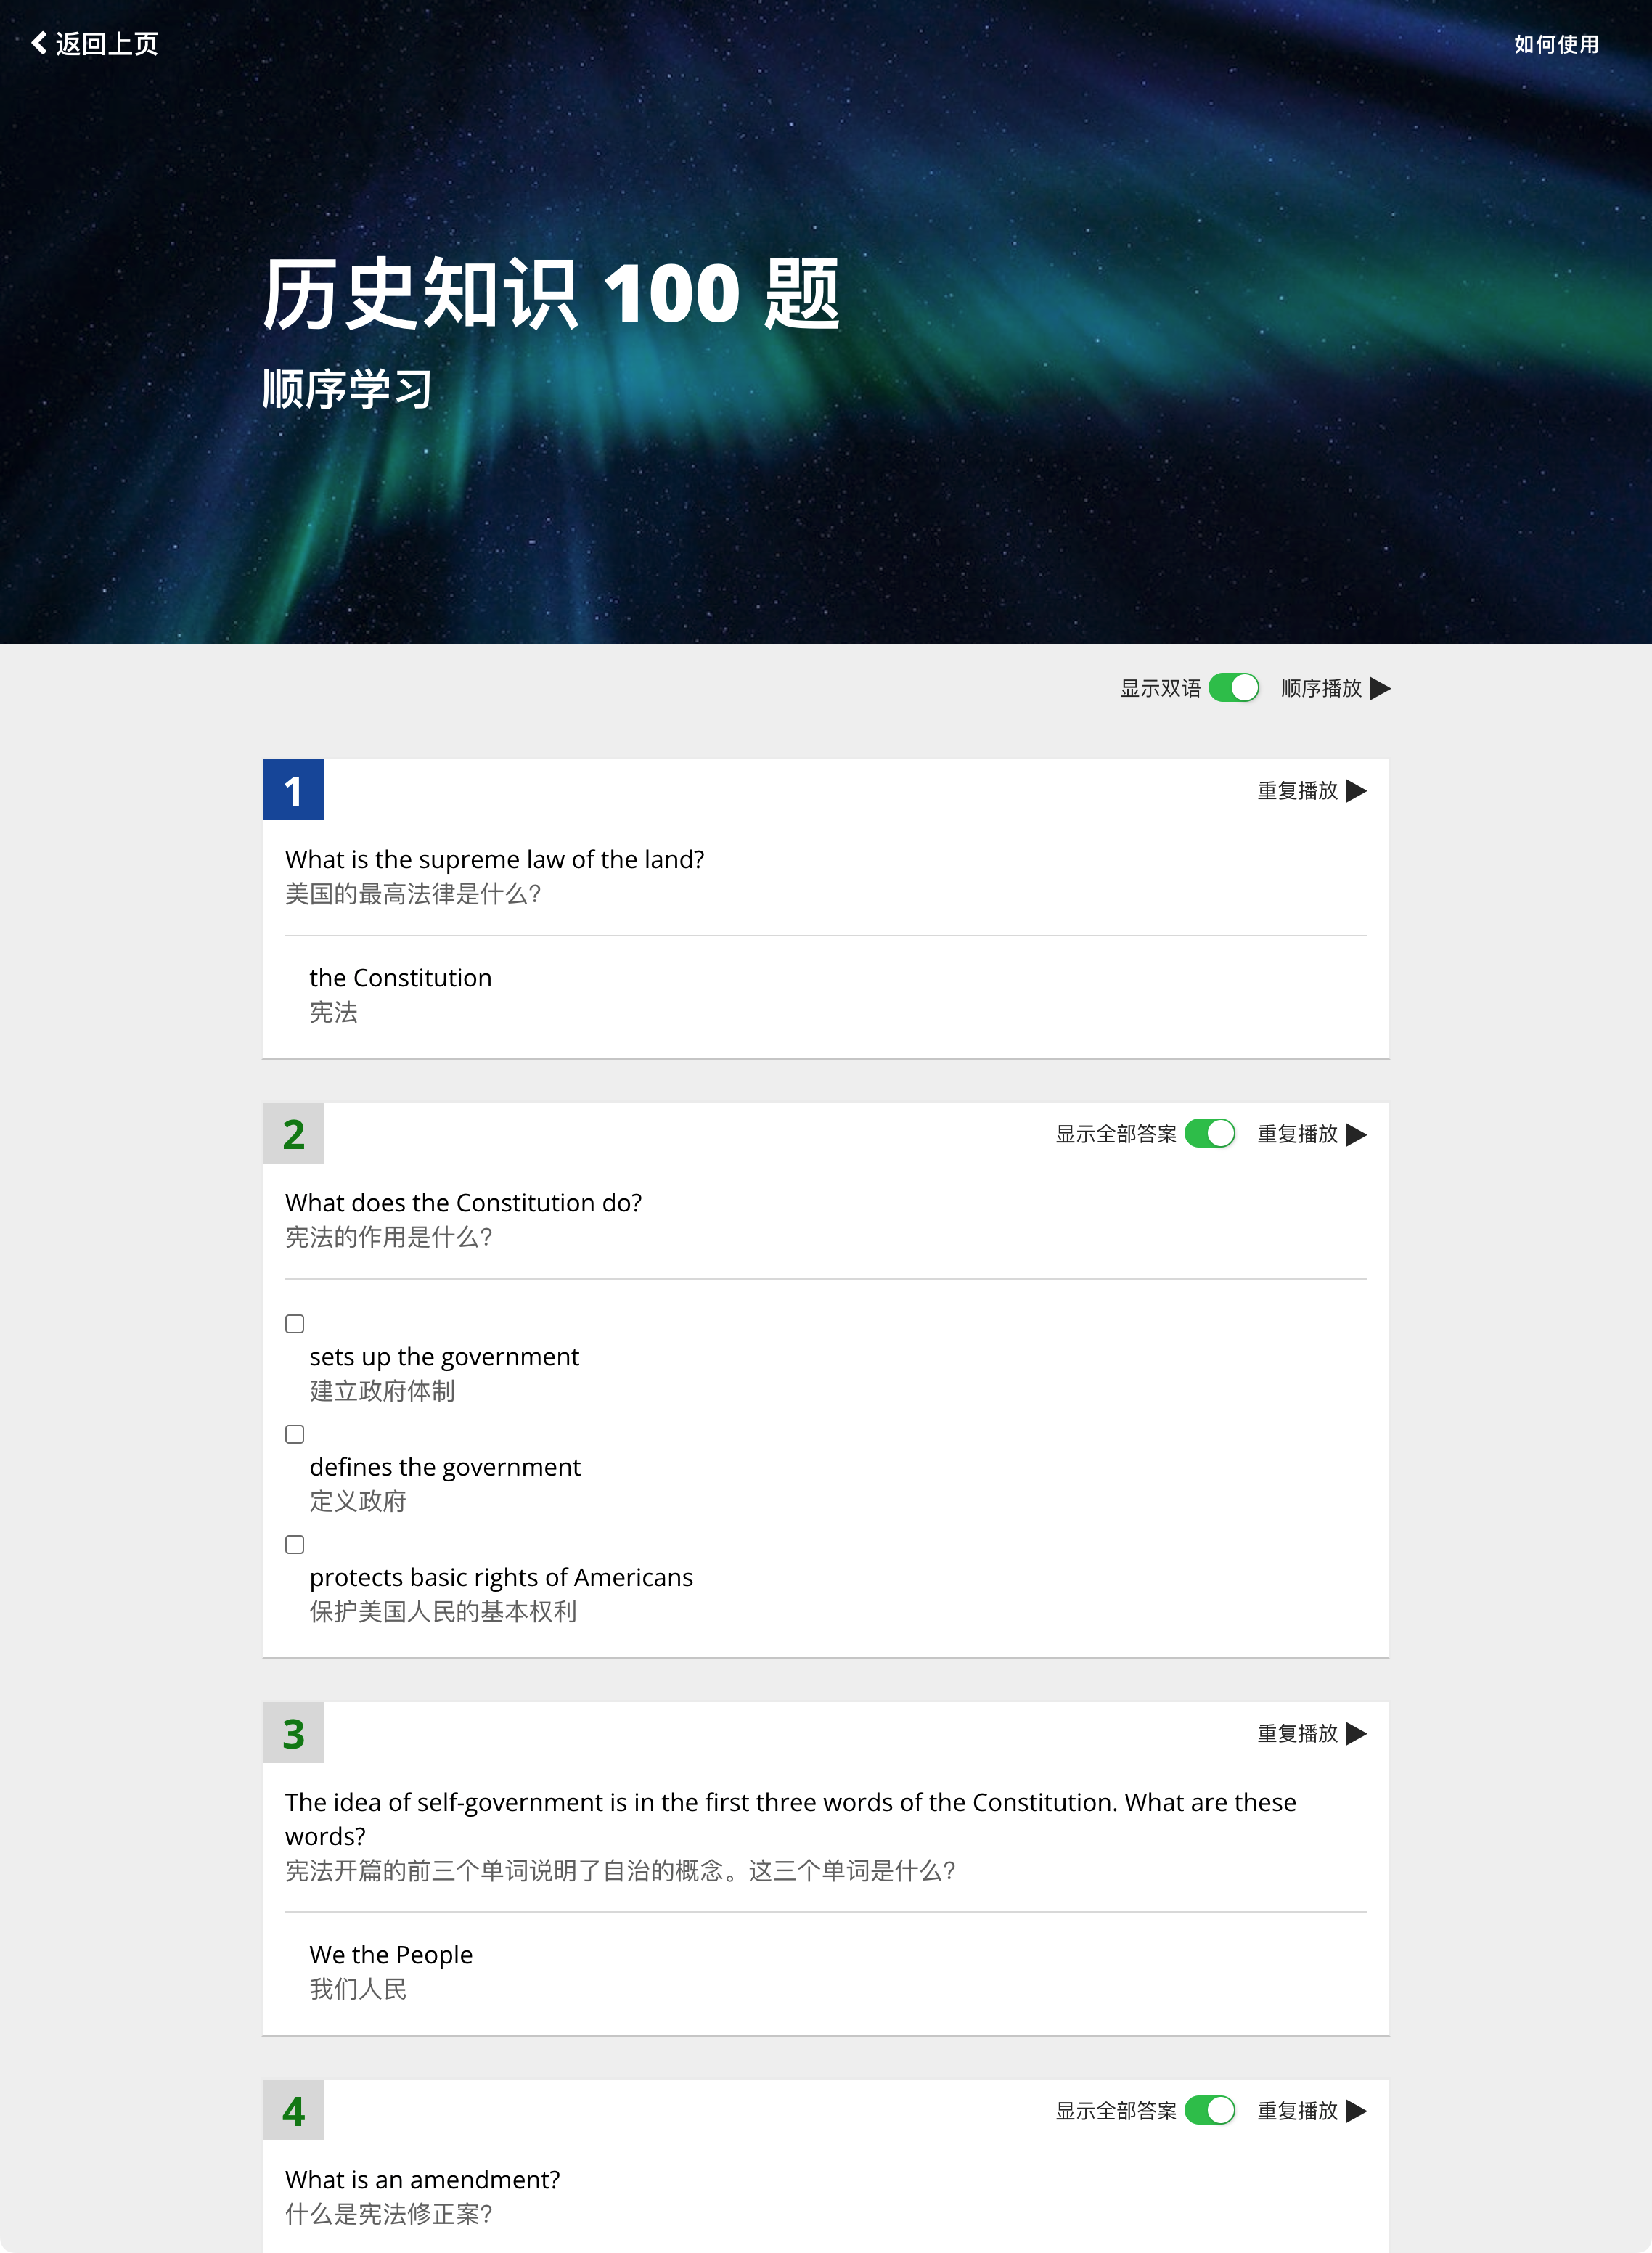 返回上页
如何使用
历史知识 100 题
顺序学习
显示双语
顺序播放
1
重复播放
What is the supreme law of the land?
美国的最高法律是什么?
the Constitution
宪法
2
显示全部答案
重复播放
What does the Constitution do?
宪法的作用是什么?
sets up the government
建立政府体制
defines the government
定义政府
protects basic rights of Americans
保护美国人民的基本权利
3
重复播放
The idea of self-government is in the first three words of the Constitution. What are these
words?
宪法开篇的前三个单词说明了自治的概念。这三个单词是什么?
We the People
我们人民
4
显示全部答案
重复播放
What is an amendment?
什么是宪法修正案?